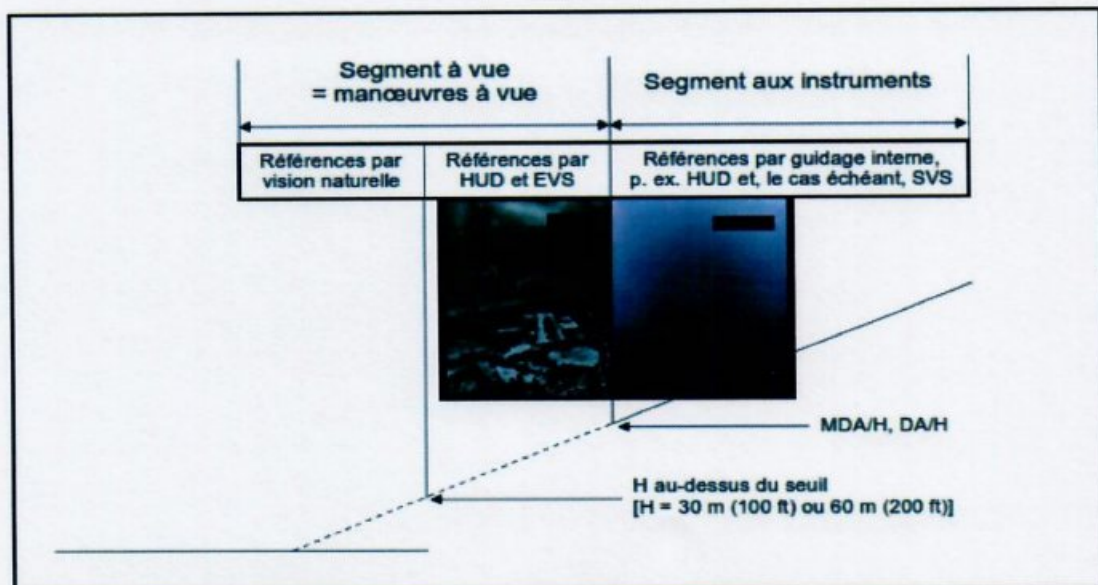 Segment à vue
= manœuvres à vue
Segment aux instruments
Références par
vision naturelle
Références par
HUD et EVS
Références par guidage interne,
p. ex. HUD et, le cas échéant, SVS
MDA/H, DA/H
H au-dessus du seuil
[H = 30 m (100 ft) ou 60 m (200 ft)]